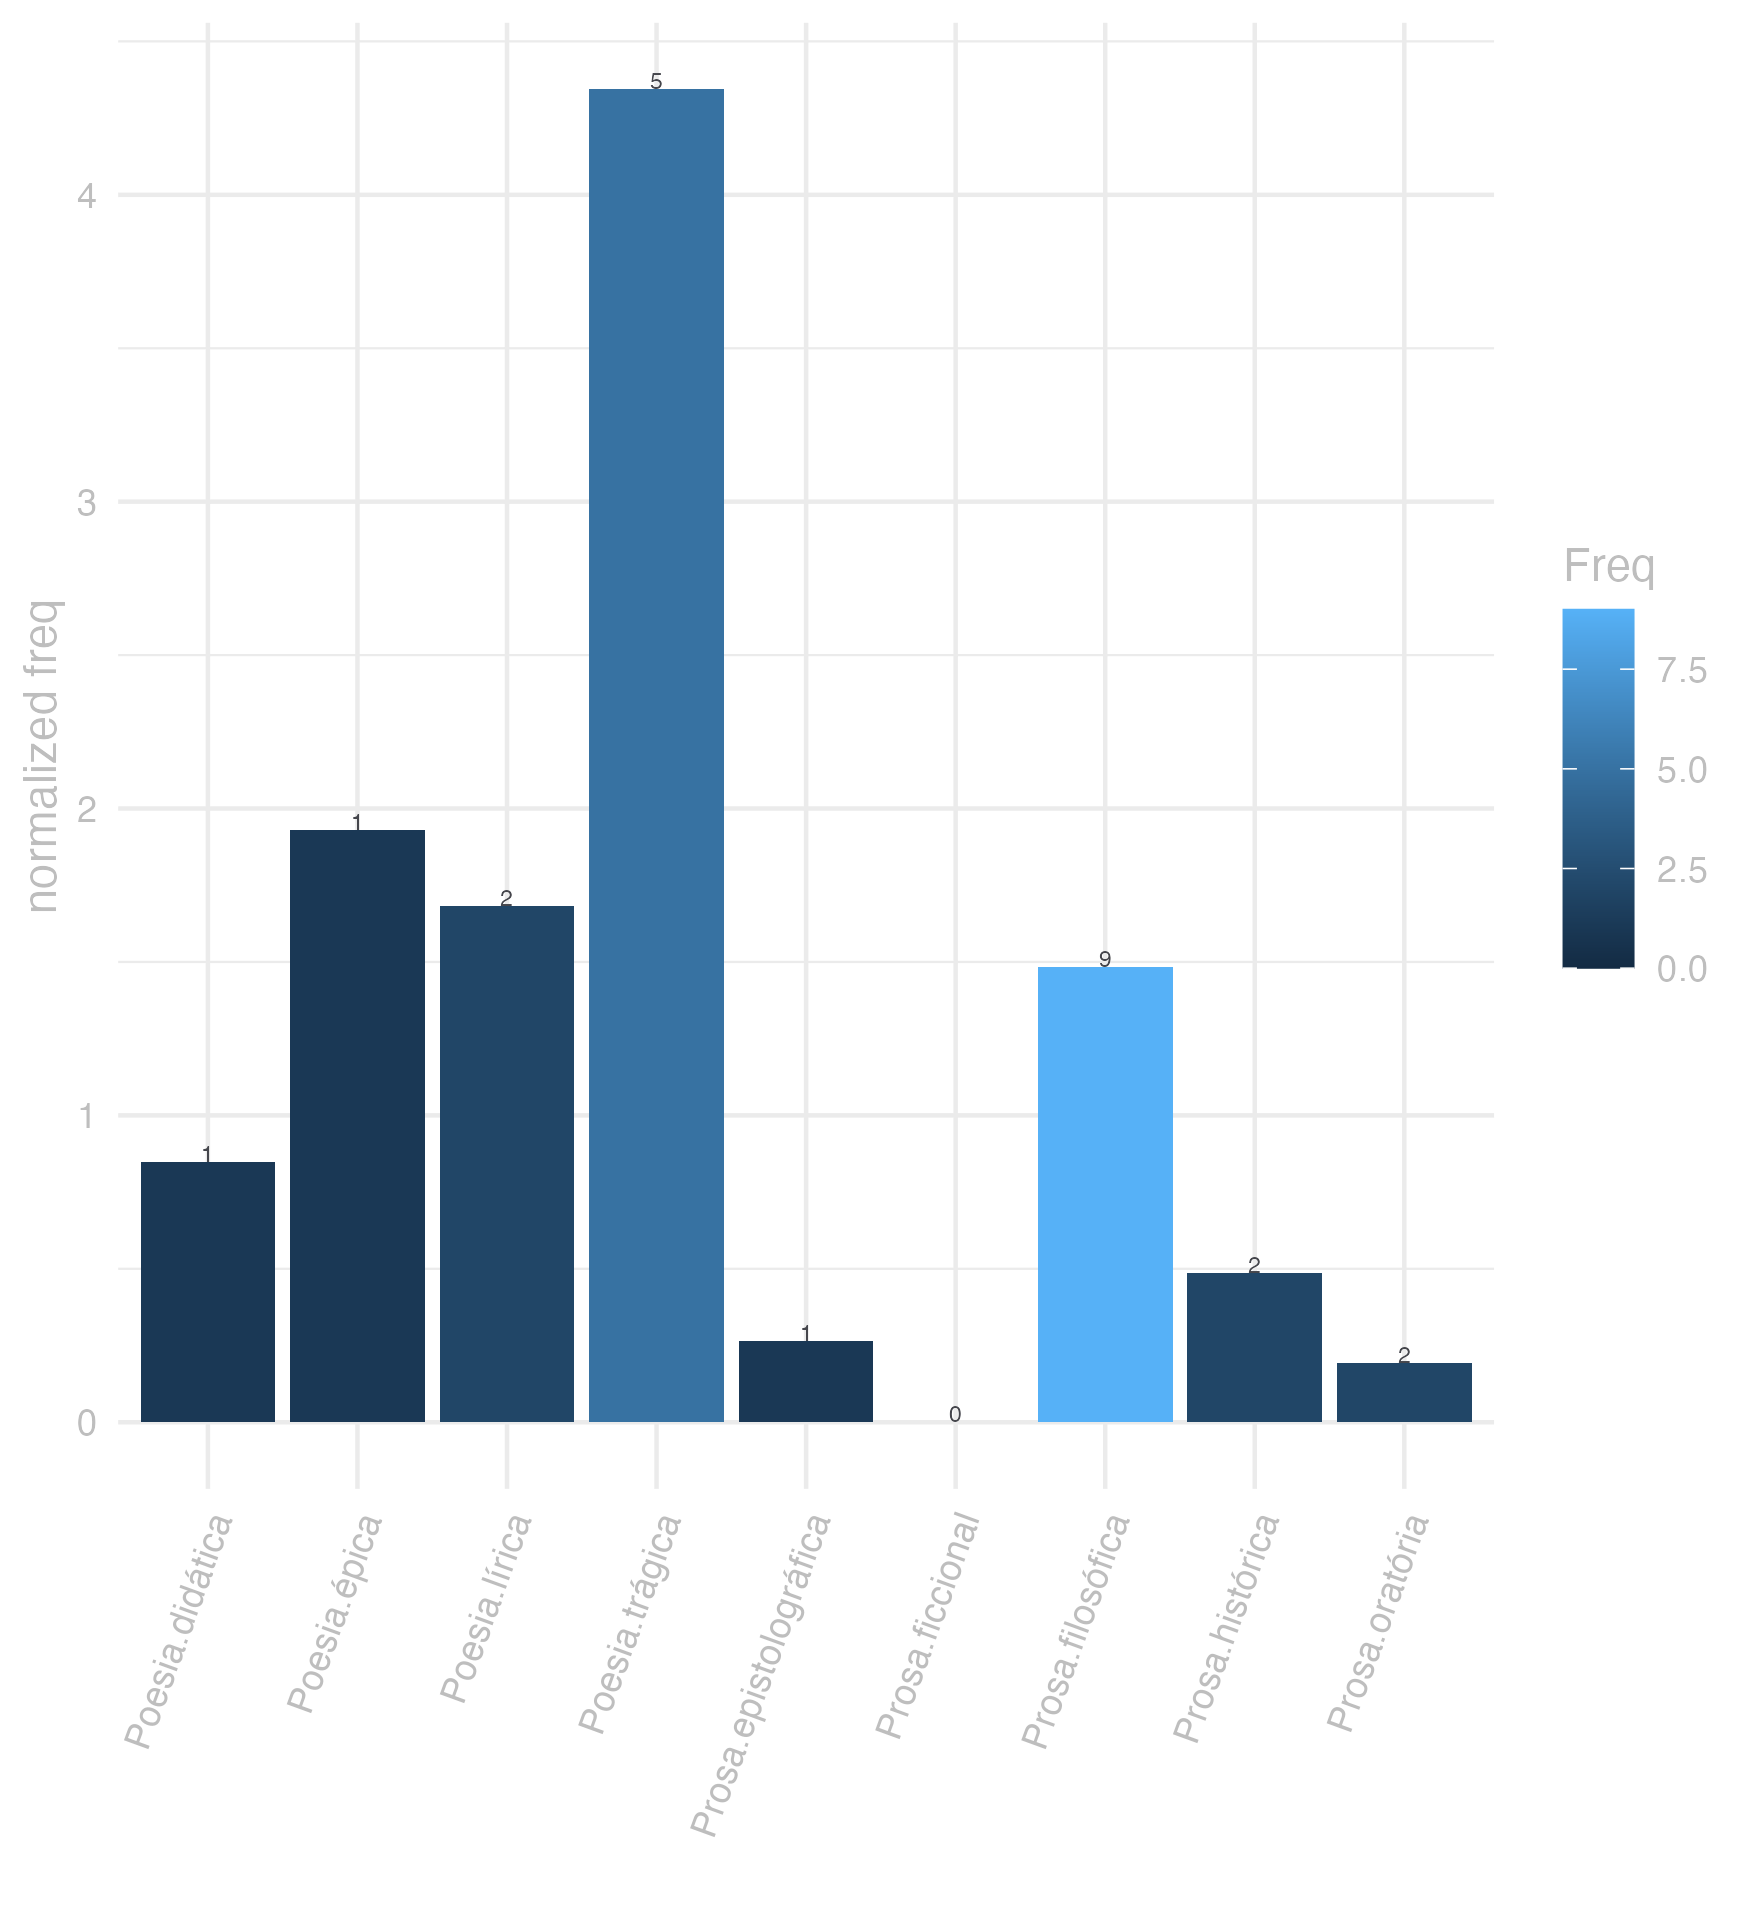 normalized freq
4
3
2
1
0
5
1
2
9
1
2
1
2
0
Poesia.didática
Poesia.épica
Poesia.lírica
Poesia.trágica
Prosa.epistolográfica
Prosa.ficcional
Prosa.filosófica
Prosa.histórica
Prosa.oratória
Freq
7.5
5.0
2.5
0.0